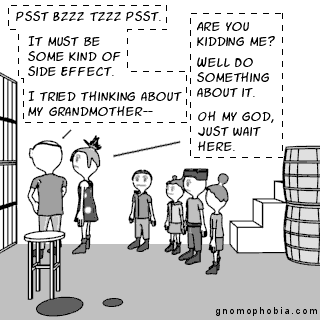 PSST BZZZ TZZZ PSST.
IT MUST BE
SOME KIND OF
SIDE EFFECT.
I TRIED THINKING ABOUT
MY GRANDMOTHER--
ARE YOU
KIDDING ME?
WELL DO
SOMETHING
ABOUT IT.
OH MY GOD,
JUST WAIT
HERE.
gnomophobia.com